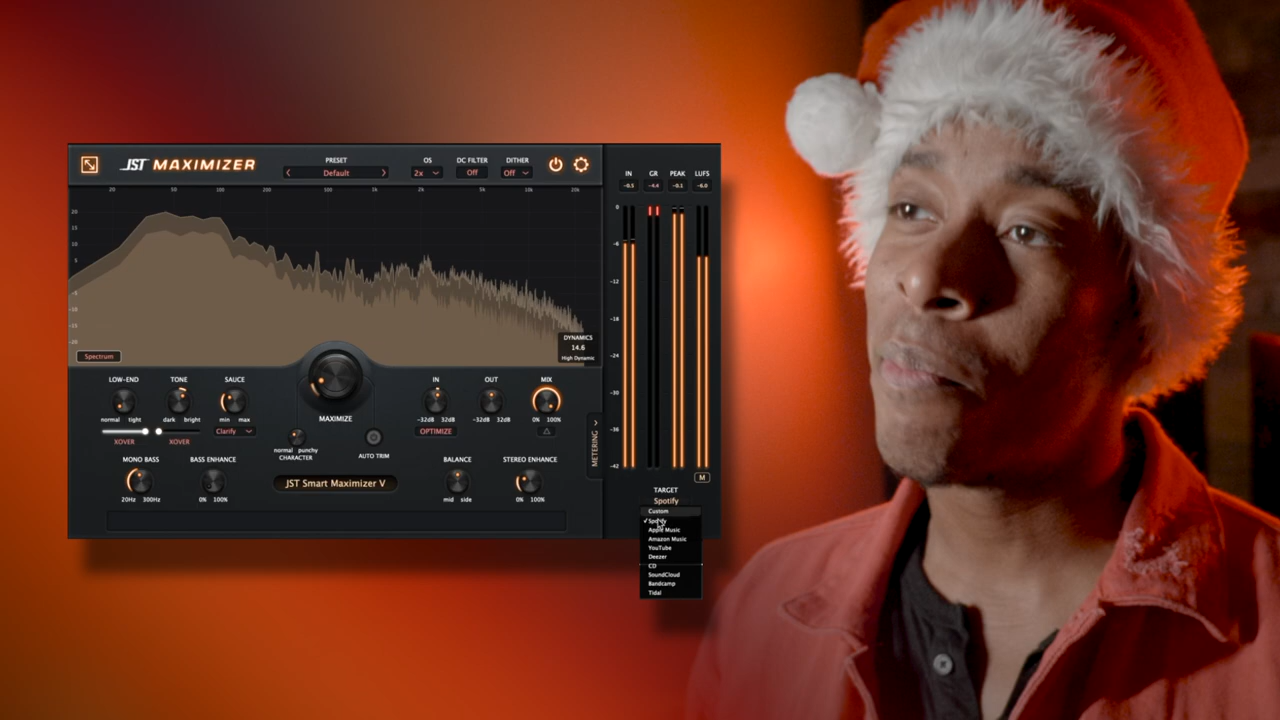 JST MAXIMIZER
PRESET
Default
OS
2x
DC FILTER
Off
DITHER
Off
20 50 100 200 500 1k 2k 5k 10k 20k
20
15
10
5
-5
-10
-15
-20
Spectrum
DYNAMICS
14.6
High Dynamic
LOW-END
normal tight
XOVER
TONE
dark bright
XOVER
SAUCE
min max
Clarify
MAXIMIZE
normal punchy
CHARACTER
AUTO TRIM
IN
-32dB 32dB
OPTIMIZE
OUT
-32dB 32dB
MIX
0% 100%
MONO BASS
20Hz 300Hz
BASS ENHANCE
0% 100%
JST Smart Maximizer V
BALANCE
mid side
STEREO ENHANCE
0% 100%
METERING
IN GR PEAK LUFS
-0.5 -4.4 -0.1 -6.0
0
-6
-12
-18
-24
-30
-36
-42
M
TARGET
Spotify
Custom
✓ Spotify
Apple Music
Amazon Music
YouTube
Deezer
CD
SoundCloud
Bandcamp
Tidal